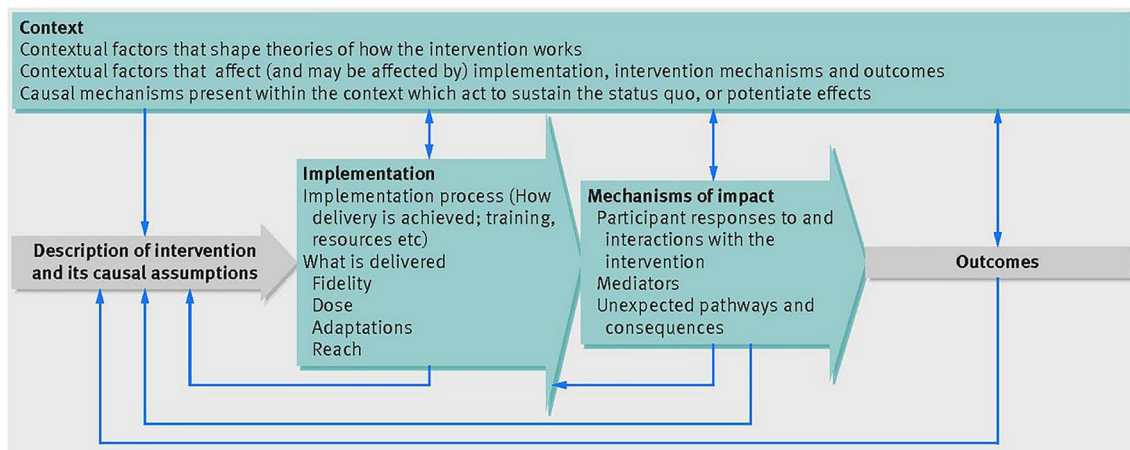 Context
Contextual factors that shape theories of how the intervention works
Contextual factors that affect (and may be affected by) implementation, intervention mechanisms and outcomes
Causal mechanisms present within the context which act to sustain the status quo, or potentiate effects
Description of intervention
and its causal assumptions
Implementation
Implementation process (How
delivery is achieved; training,
resources etc)
What is delivered
Fidelity
Dose
Adaptations
Reach
Mechanisms of impact
Participant responses to and
interactions with the
intervention
Mediators
Unexpected pathways and
consequences
Outcomes